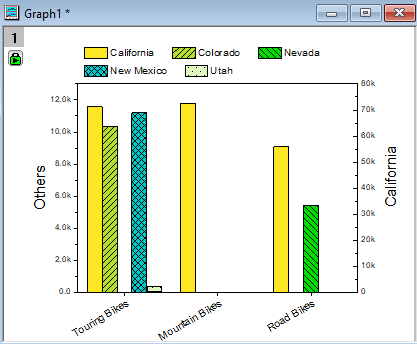 Graph1 *
1
California Colorado Nevada
New Mexico Utah
12.0k
10.0k
8.0k
6.0k
4.0k
2.0k
0.0
Others
80k
70k
60k
50k
40k
30k
20k
10k
0
California
Touring Bikes Mountain Bikes Road Bikes